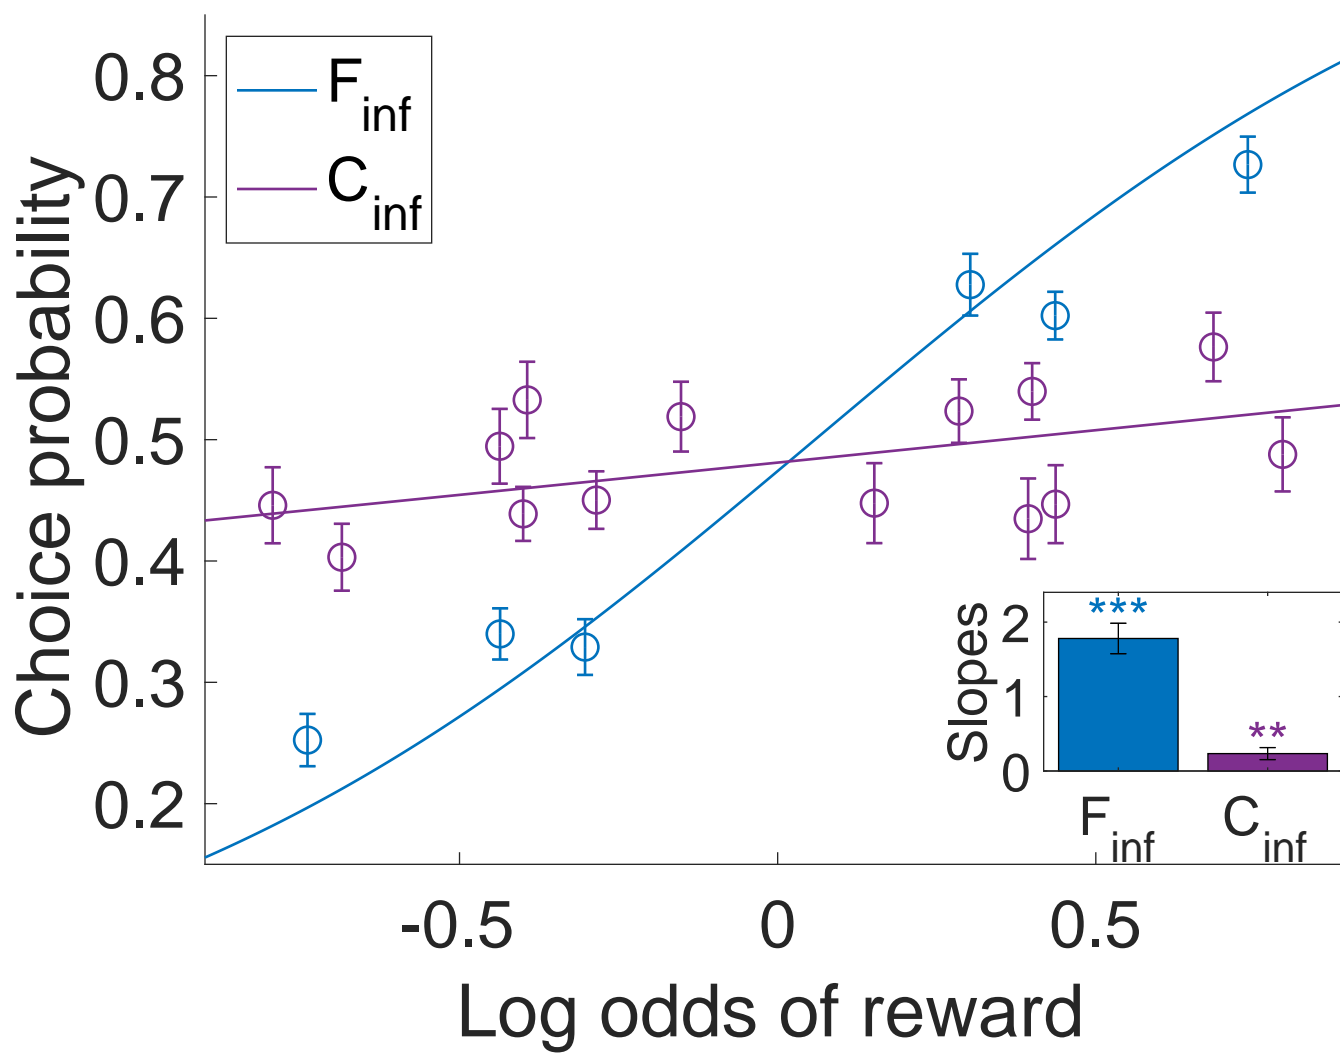 Choice probability
0.8
0.7
0.6
0.5
0.4
0.3
0.2
F_inf
C_inf
-0.5
0
0.5
Log odds of reward
Slopes
2
1
0
***
**
F_inf
C_inf